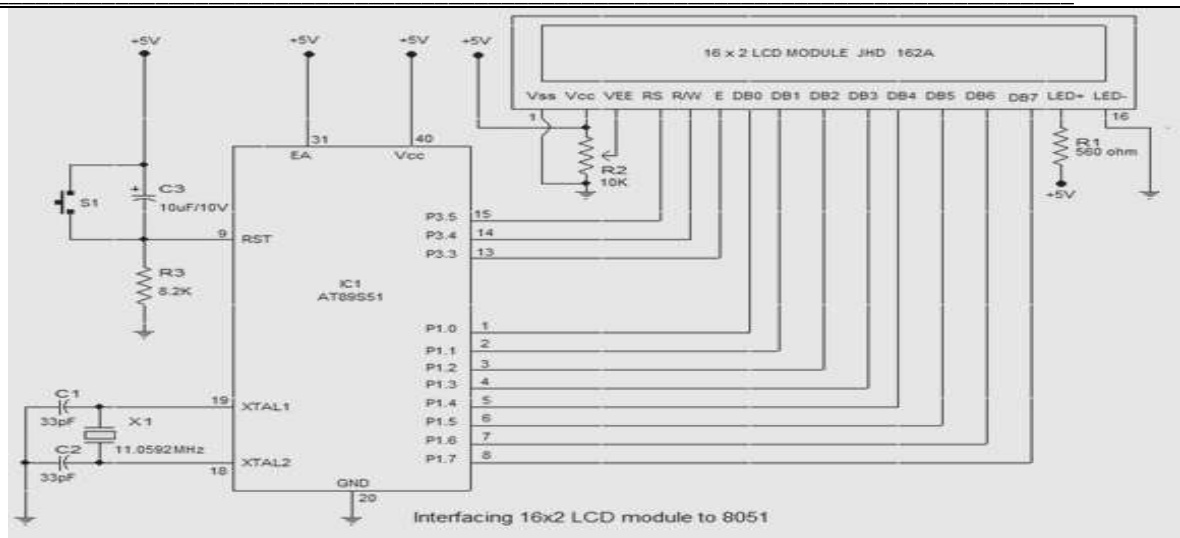 +5V +5V +5V +5V
16 x 2 LCD MODULE JHD 162A
Vss Vcc VEE RS R/W E DB0 DB1 DB2 DB3 DB4 DB5 DB6 DB7 LED+ LED-
1 16
31 40
EA Vcc
R1
560 ohm
R2
10K
+5V
S1
+ C3
10uF/10V
9 RST
R3
8.2K
P3.5 15
P3.4 14
P3.3 13
IC1
AT89S51
P1.0 1
P1.1 2
P1.2 3
P1.3 4
P1.4 5
P1.5 6
P1.6 7
P1.7 8
C1
33pF
19 XTAL1
X1
11.0592MHz
C2
33pF
18 XTAL2
GND
20
Interfacing 16x2 LCD module to 8051